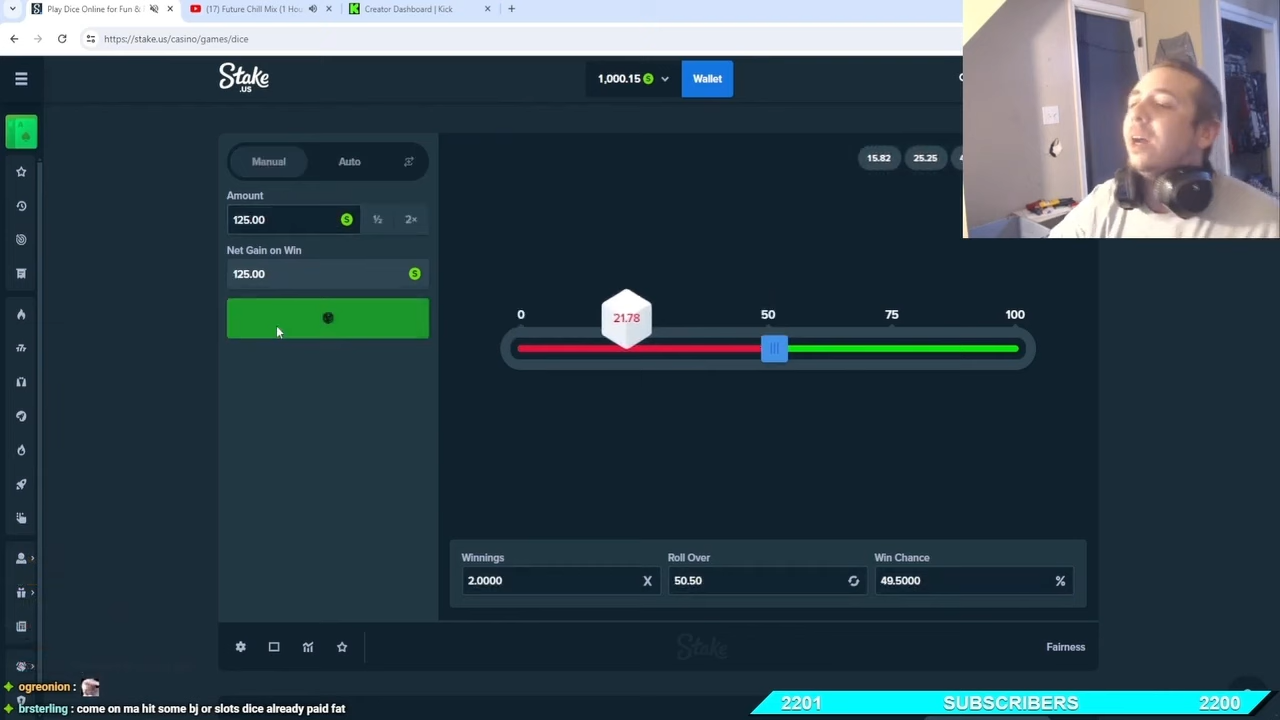 Play Dice Online for Fun &
(17) Future Chill Mix (1 Hou
Creator Dashboard | Kick
https://stake.us/casino/games/dice
Stake
.US
1,000.15
Wallet
Manual
Auto
15.82
25.25
Amount
125.00
½
2×
Net Gain on Win
125.00
0
50
75
100
21.78
Winnings
Roll Over
Win Chance
2.0000
X
50.50
49.5000
%
Stake
Fairness
ogreonion :
brsterling : come on ma hit some bj or slots dice already paid fat
2201
SUBSCRIBERS
2200